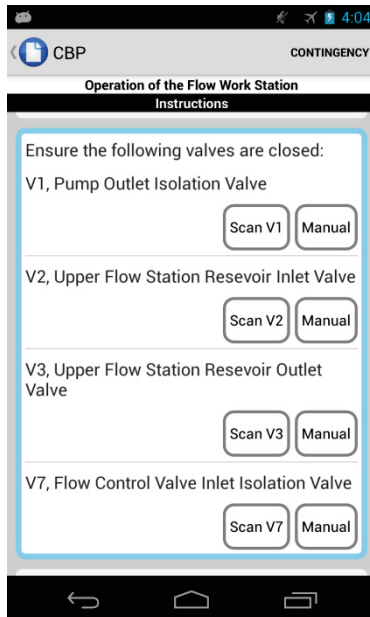 4:04
CBP
CONTINGENCY
Operation of the Flow Work Station
Instructions
Ensure the following valves are closed:
V1, Pump Outlet Isolation Valve
Scan V1 Manual
V2, Upper Flow Station Resevoir Inlet Valve
Scan V2 Manual
V3, Upper Flow Station Resevoir Outlet
Valve
Scan V3 Manual
V7, Flow Control Valve Inlet Isolation Valve
Scan V7 Manual